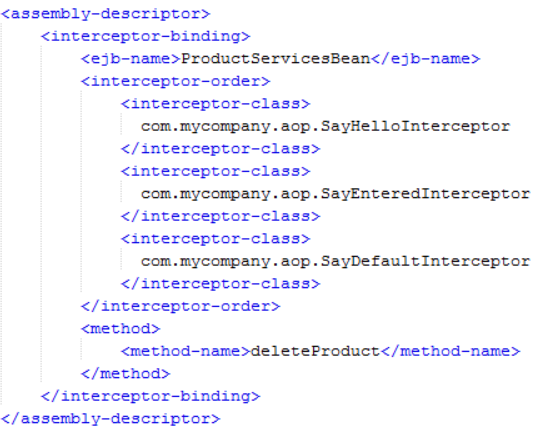 <assembly-descriptor>
<interceptor-binding>
<ejb-name>ProductServicesBean</ejb-name>
<interceptor-order>
<interceptor-class>
com.mycompany.aop.SayHelloInterceptor
</interceptor-class>
<interceptor-class>
com.mycompany.aop.SayEnteredInterceptor
</interceptor-class>
<interceptor-class>
com.mycompany.aop.SayDefaultInterceptor
</interceptor-class>
</interceptor-order>
<method>
<method-name>deleteProduct</method-name>
</method>
</interceptor-binding>
</assembly-descriptor>